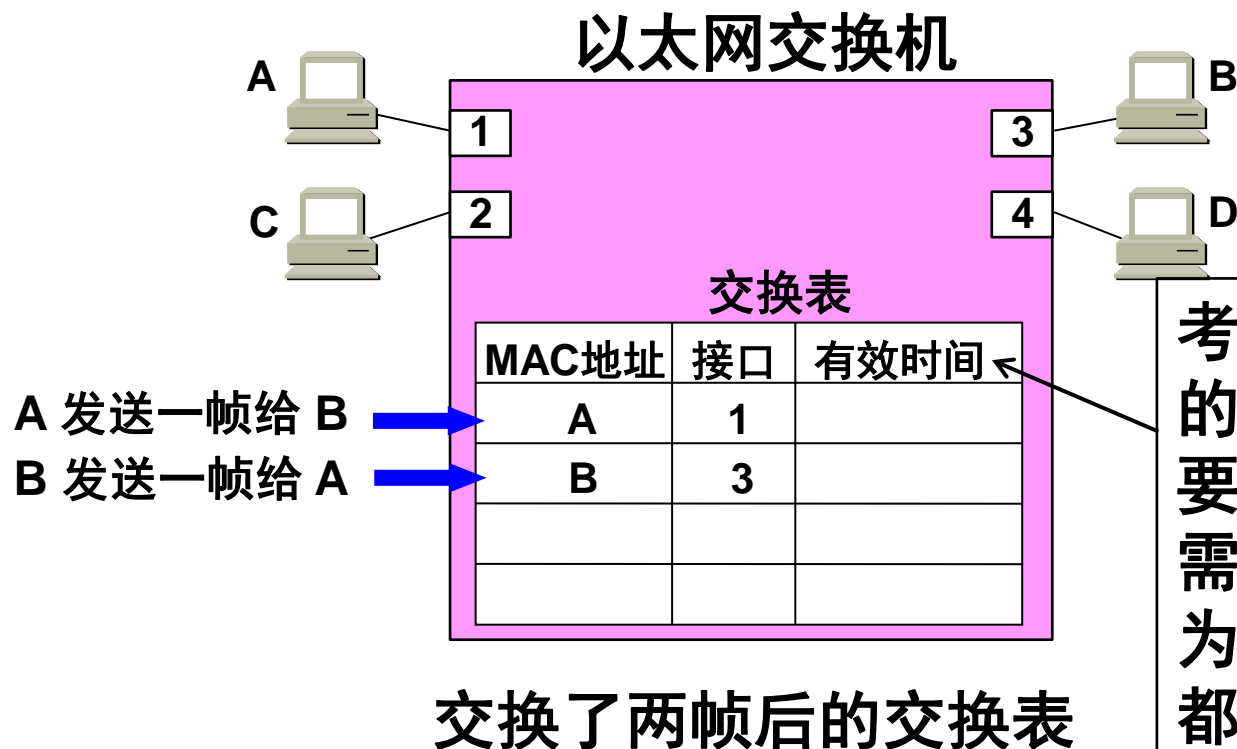 以太网交换机
A
B
1
3
C
2
4
D
交换表
MAC地址 接口 有效时间
A 发送一帧给 B
A 1
B 发送一帧给 A
B 3
考
的
要
需
为
都
交换了两帧后的交换表